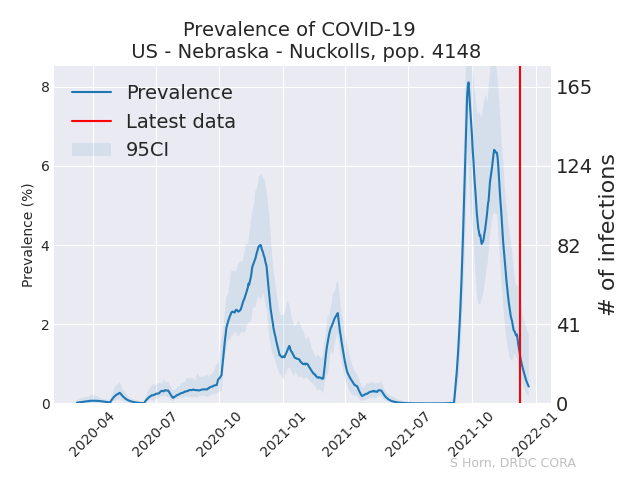 Prevalence of COVID-19
US - Nebraska - Nuckolls, pop. 4148
Prevalence
Latest data
95CI
Prevalence (%)
8
6
4
2
0
165
124
82
41
0
# of infections
2020-04
2020-07
2020-10
2021-01
2021-04
2021-07
2021-10
2022-01
S Horn, DRDC CORA